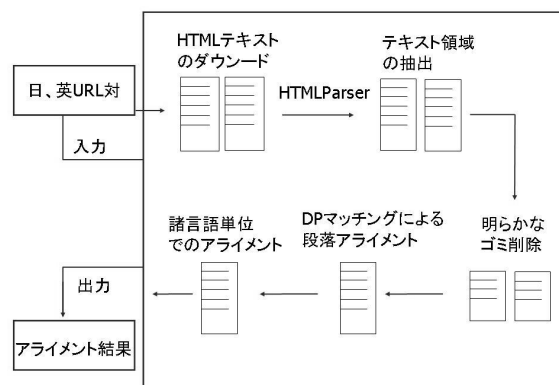 HTMLテキスト
のダウンード
テキスト領域
の抽出
日、英URL対
HTMLParser
入力
諸言語単位
でのアライメント
DPマッチングによる
段落アライメント
明らかな
ゴミ削除
出力
アライメント結果